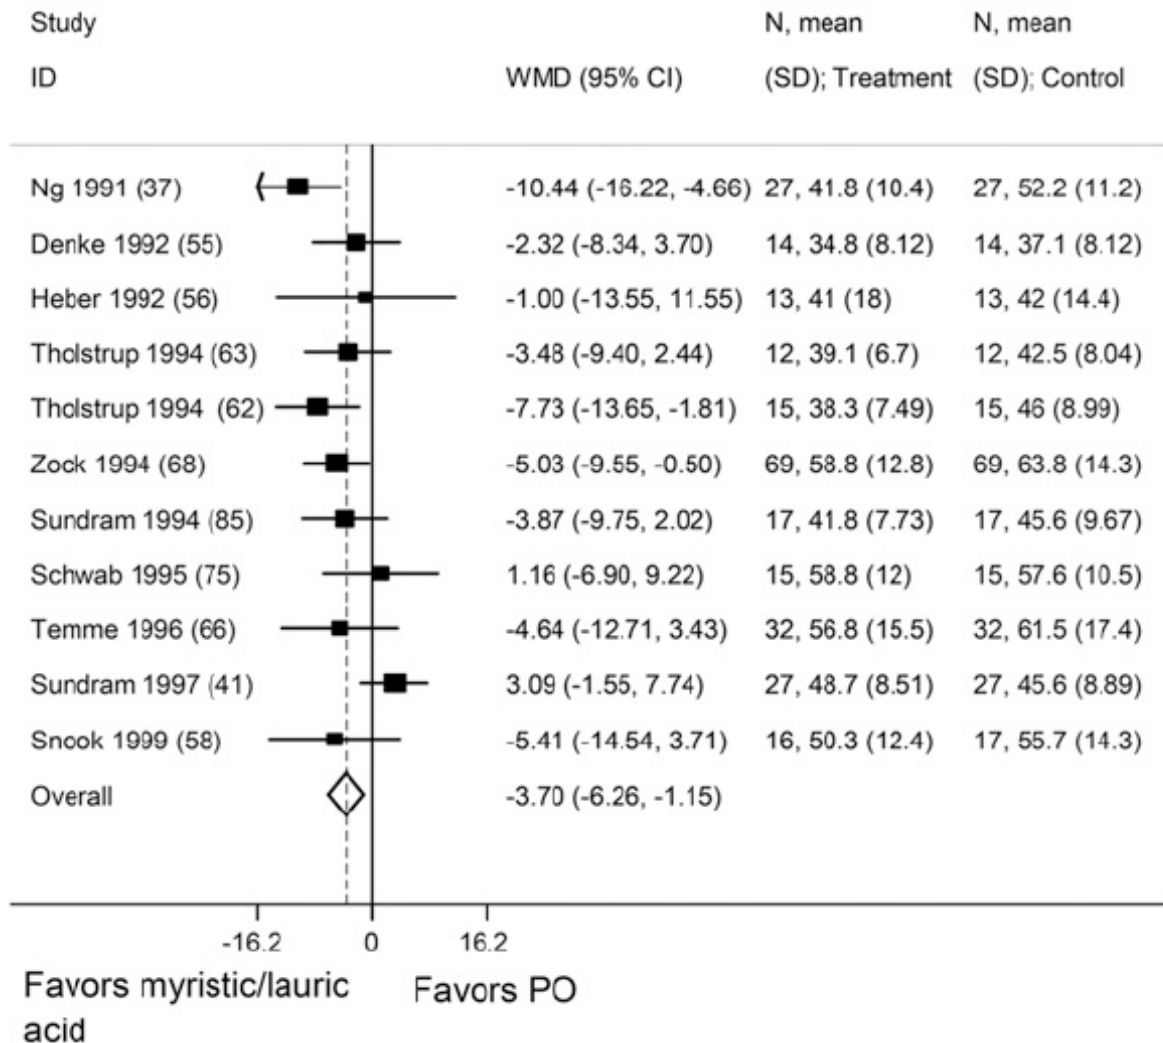 Study N, mean N, mean
ID WMD (95% CI) (SD); Treatment (SD); Control
Ng 1991 (37) -10.44 (-16.22, -4.66) 27, 41.8 (10.4) 27, 52.2 (11.2)
Denke 1992 (55) -2.32 (-8.34, 3.70) 14, 34.8 (8.12) 14, 37.1 (8.12)
Heber 1992 (56) -1.00 (-13.55, 11.55) 13, 41 (18) 13, 42 (14.4)
Tholstrup 1994 (63) -3.48 (-9.40, 2.44) 12, 39.1 (6.7) 12, 42.5 (8.04)
Tholstrup 1994 (62) -7.73 (-13.65, -1.81) 15, 38.3 (7.49) 15, 46 (8.99)
Zock 1994 (68) -5.03 (-9.55, -0.50) 69, 58.8 (12.8) 69, 63.8 (14.3)
Sundram 1994 (85) -3.87 (-9.75, 2.02) 17, 41.8 (7.73) 17, 45.6 (9.67)
Schwab 1995 (75) 1.16 (-6.90, 9.22) 15, 58.8 (12) 15, 57.6 (10.5)
Temme 1996 (66) -4.64 (-12.71, 3.43) 32, 56.8 (15.5) 32, 61.5 (17.4)
Sundram 1997 (41) 3.09 (-1.55, 7.74) 27, 48.7 (8.51) 27, 45.6 (8.89)
Snook 1999 (58) -5.41 (-14.54, 3.71) 16, 50.3 (12.4) 17, 55.7 (14.3)
Overall -3.70 (-6.26, -1.15)
-16.2 0 16.2
Favors myristic/lauric Favors PO
acid